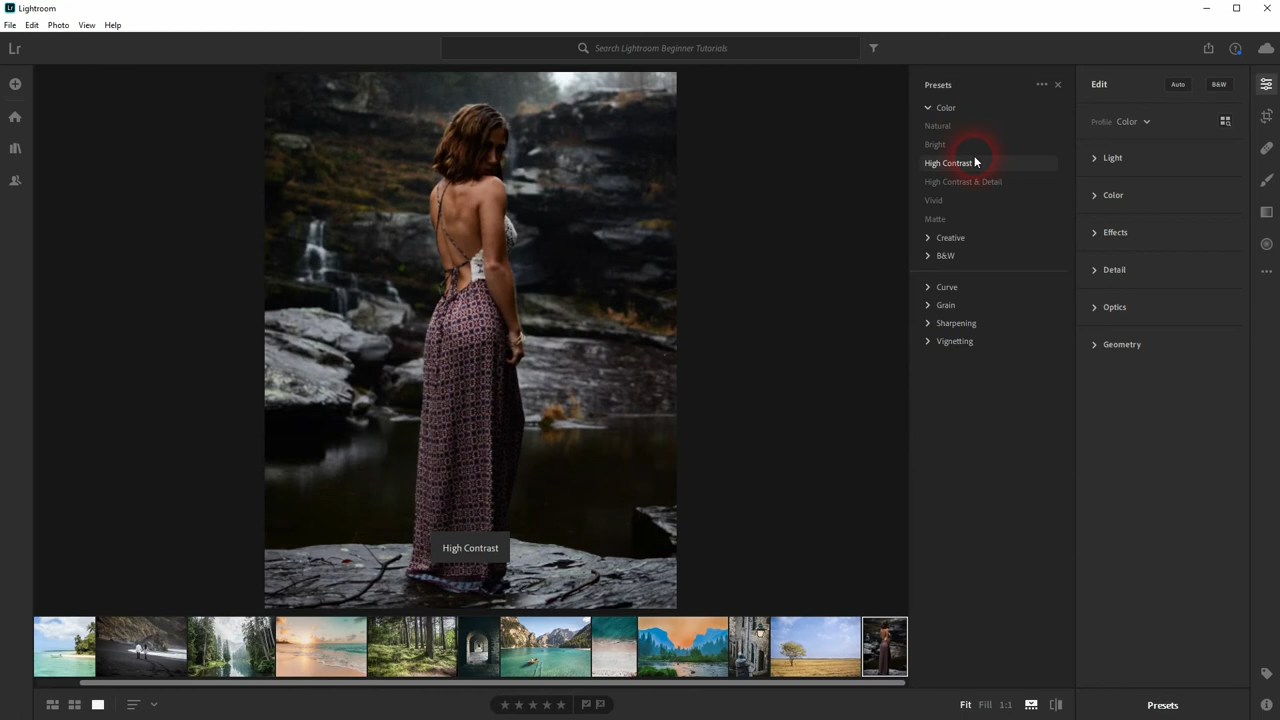 Lr Lightroom
File Edit Photo View Help
Lr
Search Lightroom Beginner Tutorials
Presets
Color
Natural
Bright
High Contrast
High Contrast & Detail
Vivid
Matte
Creative
B&W
Curve
Grain
Sharpening
Vignetting
Edit Auto B&W
Profile Color
Light
Color
Effects
Detail
Optics
Geometry
High Contrast
Fit Fill 1:1
Presets